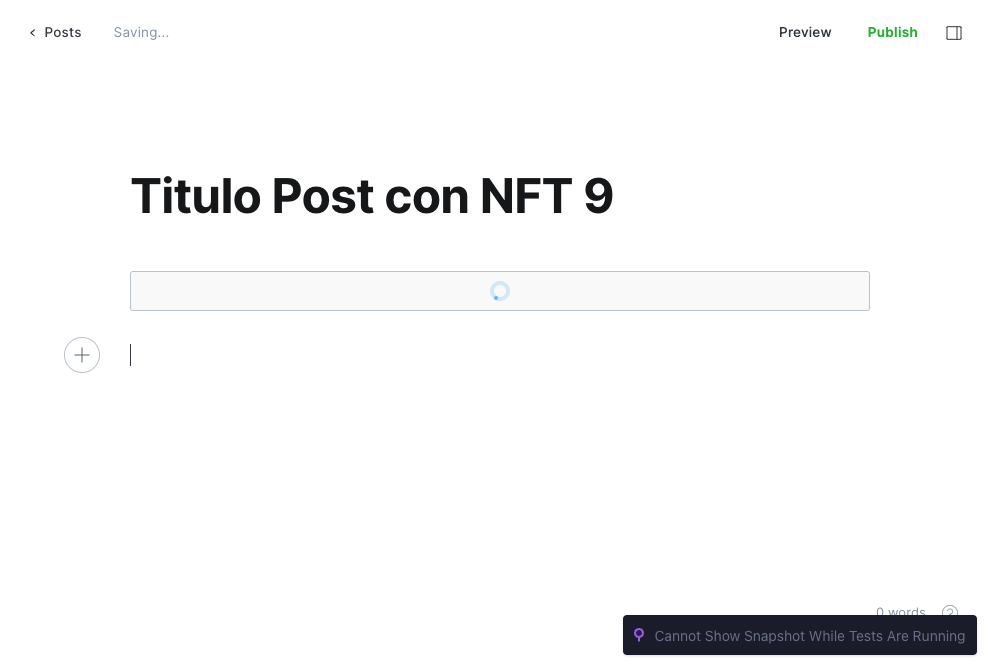 Posts
Saving...
Preview
Publish
Titulo Post con NFT 9
0 words
Cannot Show Snapshot While Tests Are Running